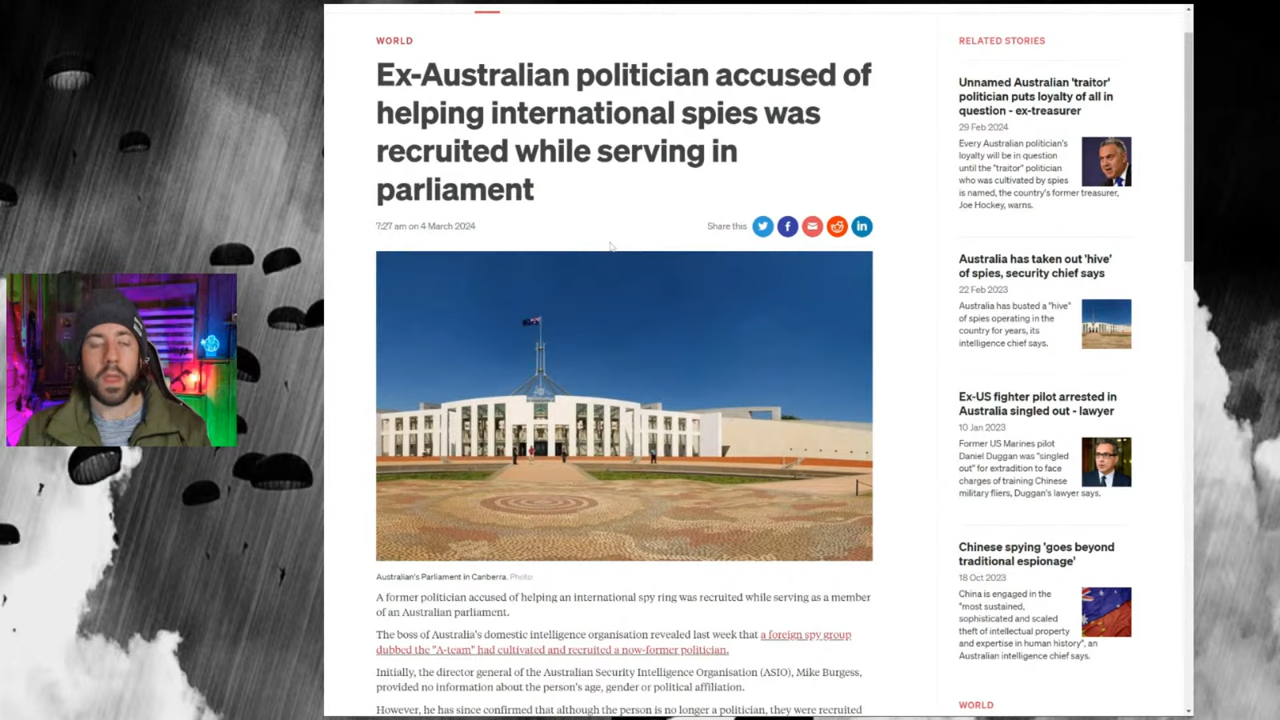 WORLD
Ex-Australian politician accused of
helping international spies was
recruited while serving in
parliament
7:27 am on 4 March 2024
Share this
Australian's Parliament in Canberra. Photo:
A former politician accused of helping an international spy ring was recruited while serving as a member
of an Australian parliament.
The boss of Australia's domestic intelligence organisation revealed last week that a foreign spy group
dubbed the "A-team" had cultivated and recruited a now-former politician.
Initially, the director general of the Australian Security Intelligence Organisation (ASIO), Mike Burgess,
provided no information about the person's age, gender or political affiliation.
However, he has since confirmed that although the person is no longer a politician, they were recruited
RELATED STORIES
Unnamed Australian 'traitor'
politician puts loyalty of all in
question - ex-treasurer
29 Feb 2024
Every Australian politician's
loyalty will be in question
until the "traitor" politician
who was cultivated by spies
is named, the country's former treasurer,
Joe Hockey, warns.
Australia has taken out 'hive'
of spies, security chief says
22 Feb 2023
Australia has busted a "hive"
of spies operating in the
country for years, its
intelligence chief says.
Ex-US fighter pilot arrested in
Australia singled out - lawyer
10 Jan 2023
Former US Marines pilot
Daniel Duggan was "singled
out" for extradition to face
charges of training Chinese
military fliers, Duggan's lawyer says.
Chinese spying 'goes beyond
traditional espionage'
18 Oct 2023
China is engaged in the
"most sustained,
sophisticated and scaled
theft of intellectual property
and expertise in human history", an
Australian intelligence chief says.
WORLD